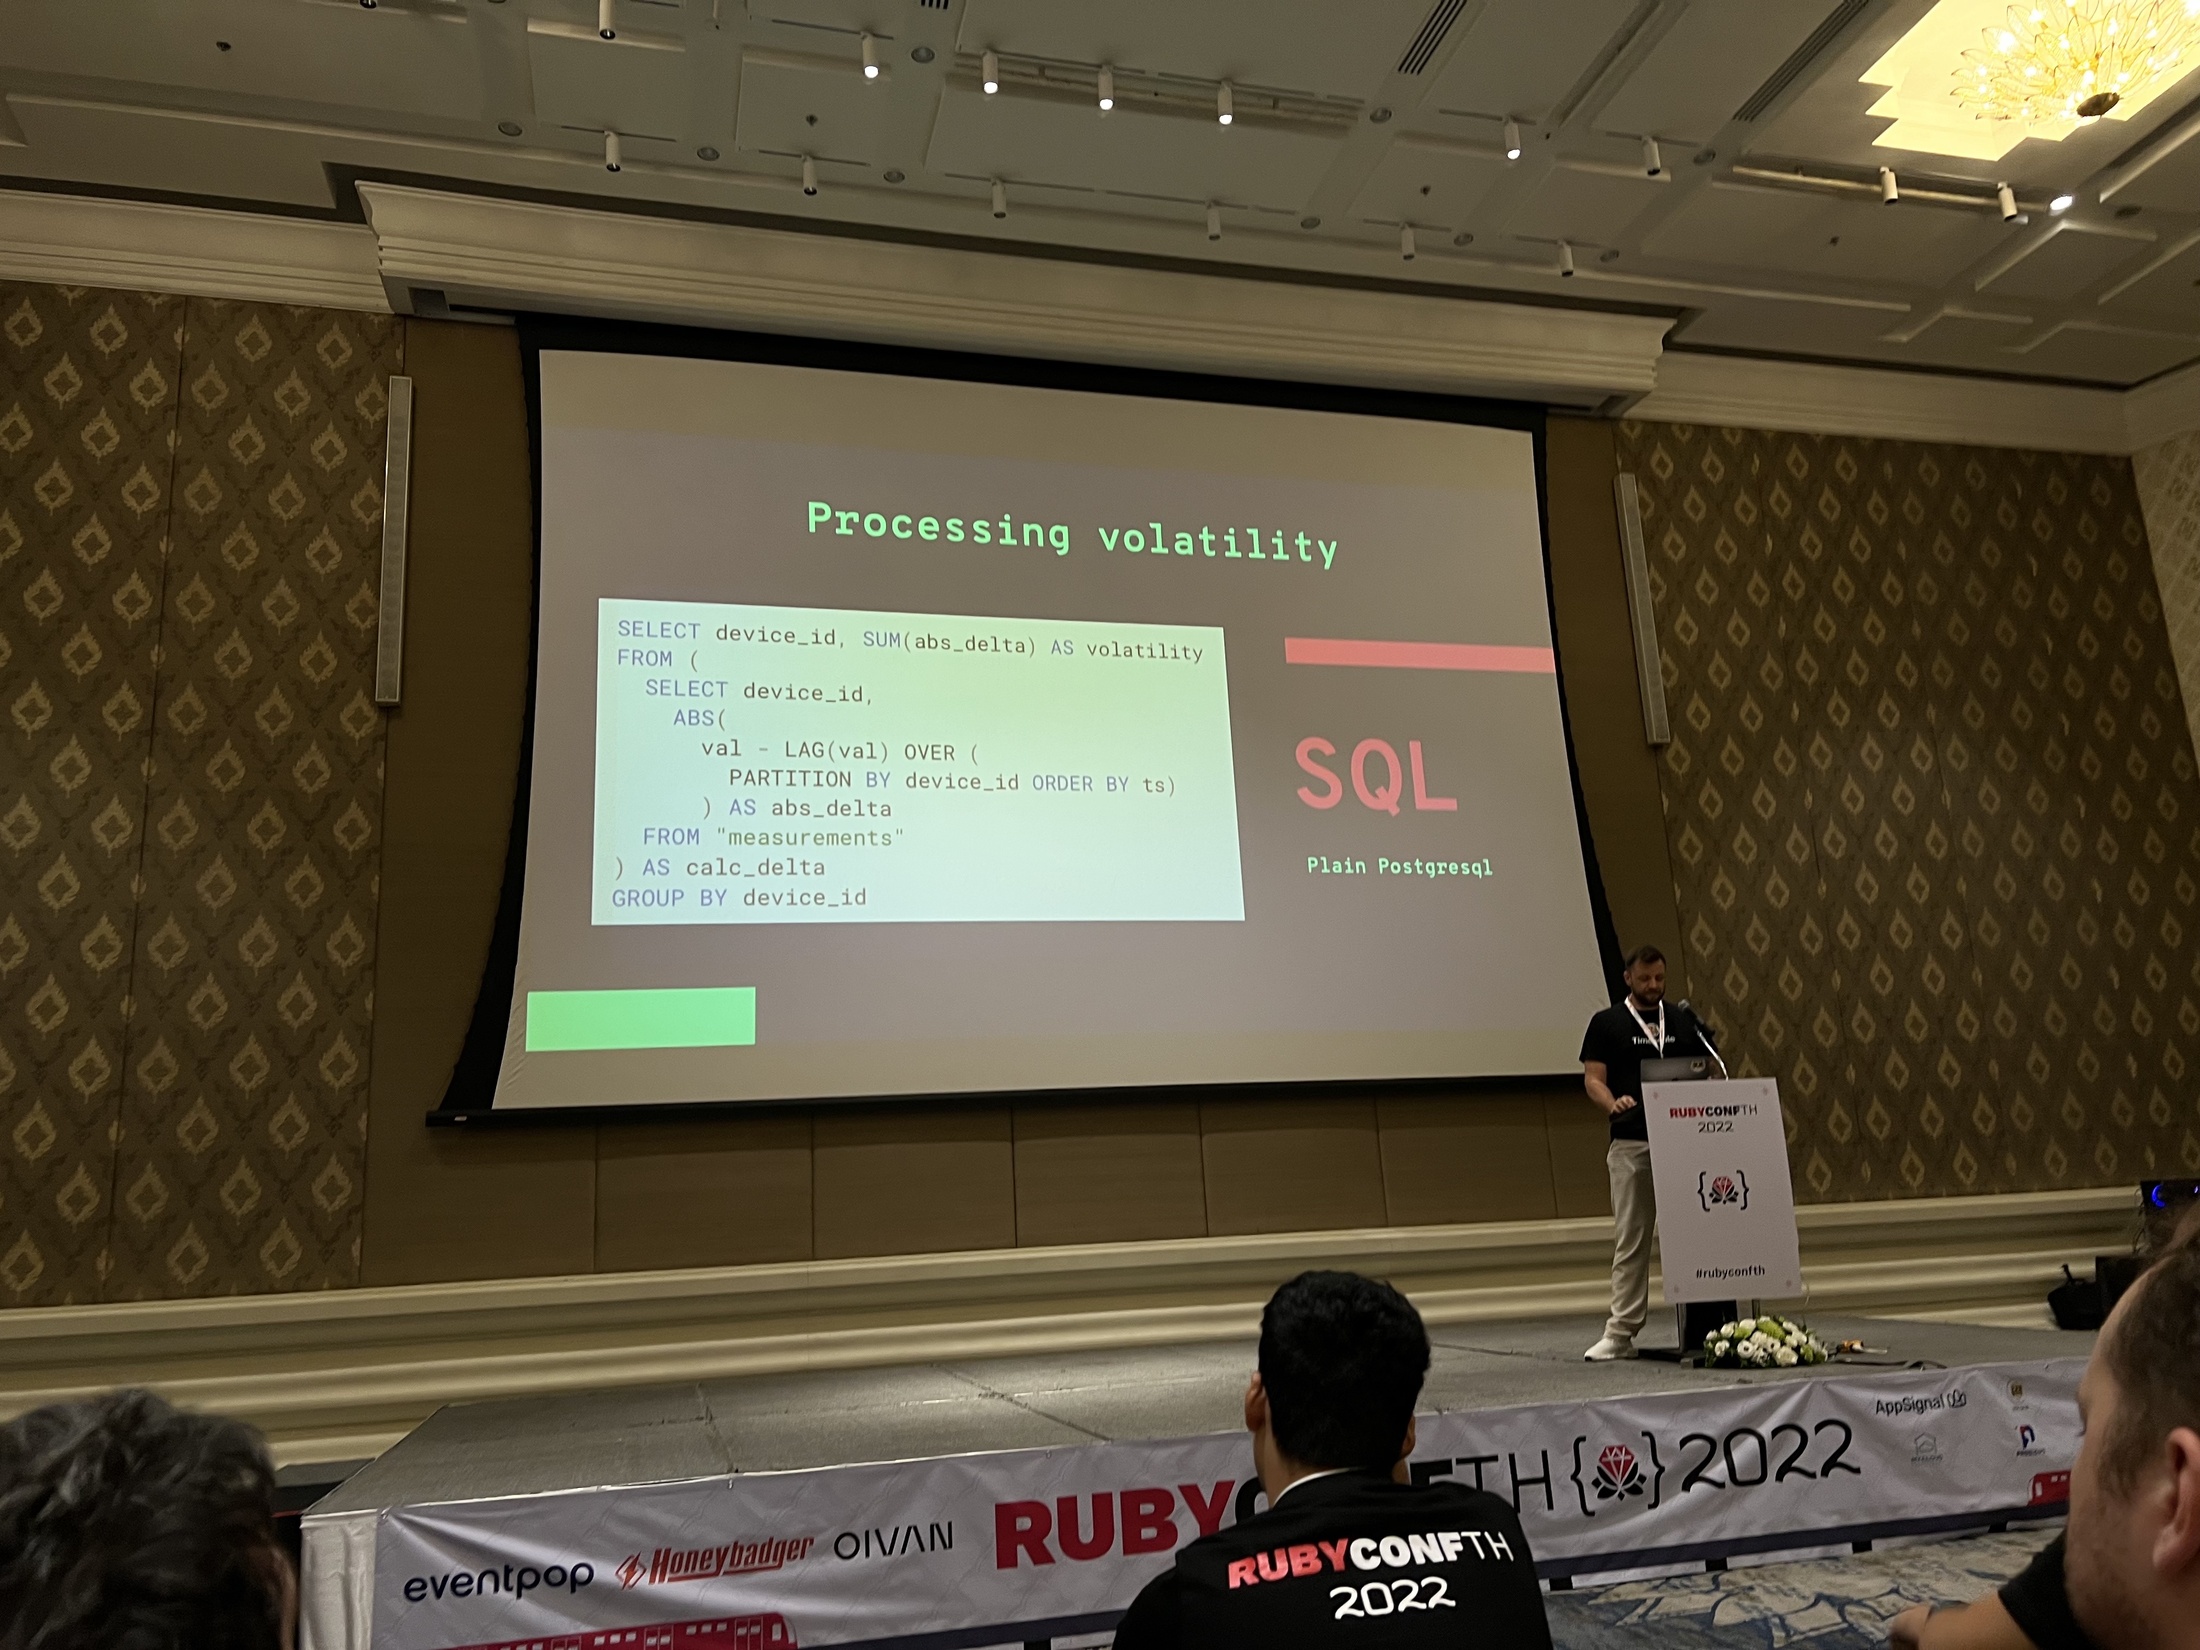 Processing volatility
SELECT device_id, SUM(abs_delta) AS volatility
FROM (
SELECT device_id,
ABS(
val - LAG(val) OVER (
PARTITION BY device_id ORDER BY ts)
) AS abs_delta
FROM "measurements"
) AS calc_delta
GROUP BY device_id
SQL
Plain Postgresql
RUBYCONFTH
2022
#rubyconfth
eventpop
Honeybadger
OIVAN
RUBY
TH
2022
AppSignal
RUBYCONFTH
2022